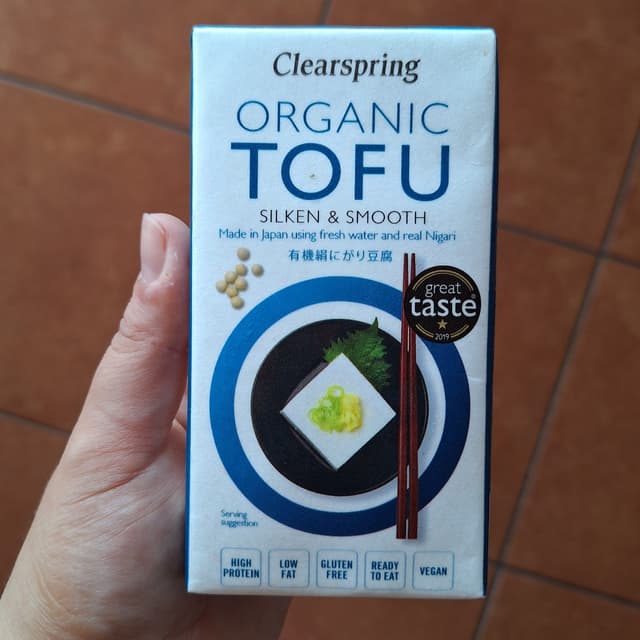 Clearspring
ORGANIC
TOFU
SILKEN & SMOOTH
Made in Japan using fresh water and real Nigari
有機絹にがり豆腐
great
taste
2019
Serving
suggestion
HIGH
PROTEIN
LOW
FAT
GLUTEN
FREE
READY
TO EAT
VEGAN